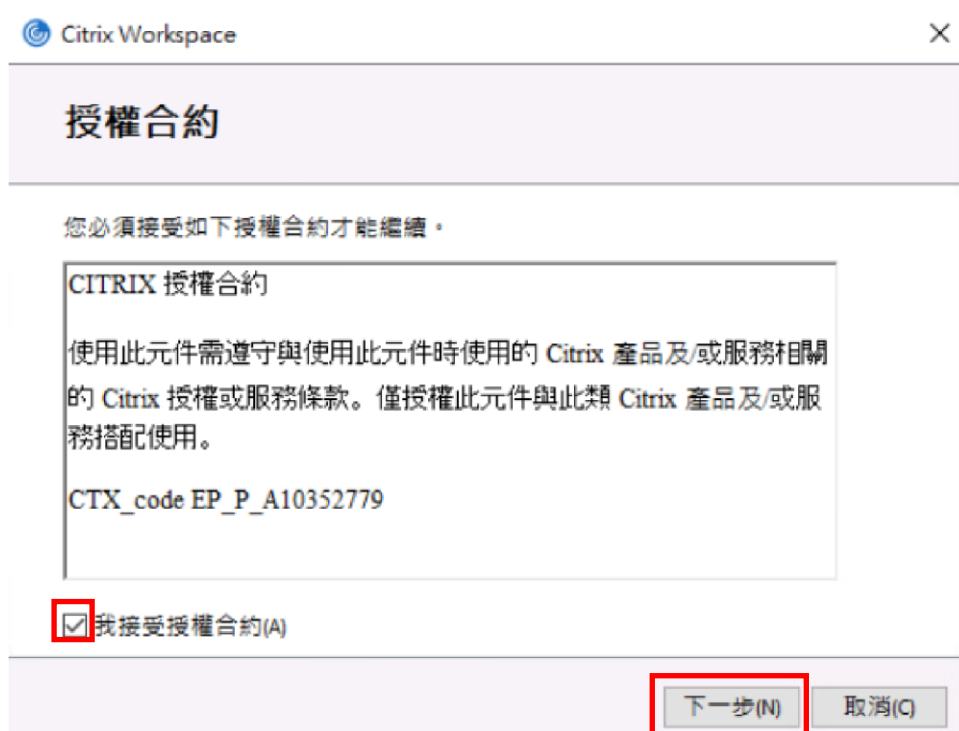 Citrix Workspace
授權合約
您必須接受如下授權合約才能繼續。
CITRIX 授權合約
使用此元件需遵守與使用此元件時使用的 Citrix 產品及/或服務相關
的 Citrix 授權或服務條款。僅授權此元件與此類 Citrix 產品及/或服
務搭配使用。
CTX_code EP_P_A10352779
我接受授權合約(A)
下一步(N) 取消(C)